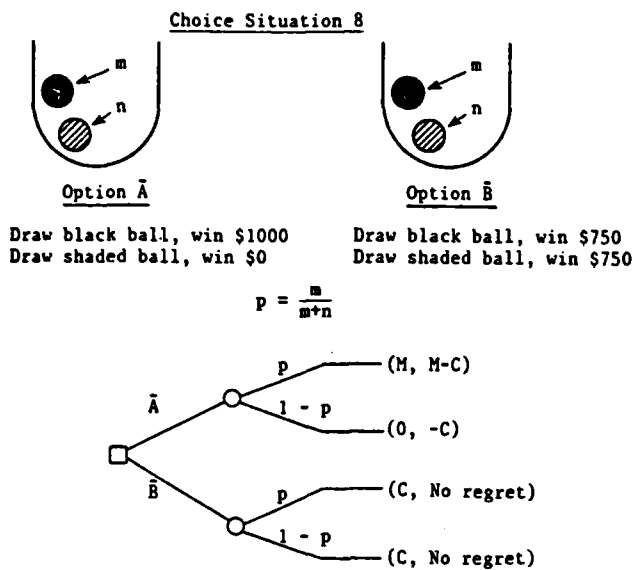 Choice Situation 8
m
n
m
n
Option Ā
Option B̄
Draw black ball, win $1000
Draw shaded ball, win $0
Draw black ball, win $750
Draw shaded ball, win $750
p = m/m+n
Ā
p
(M, M-C)
1 - p
(0, -C)
B̄
p
(C, No regret)
1 - p
(C, No regret)